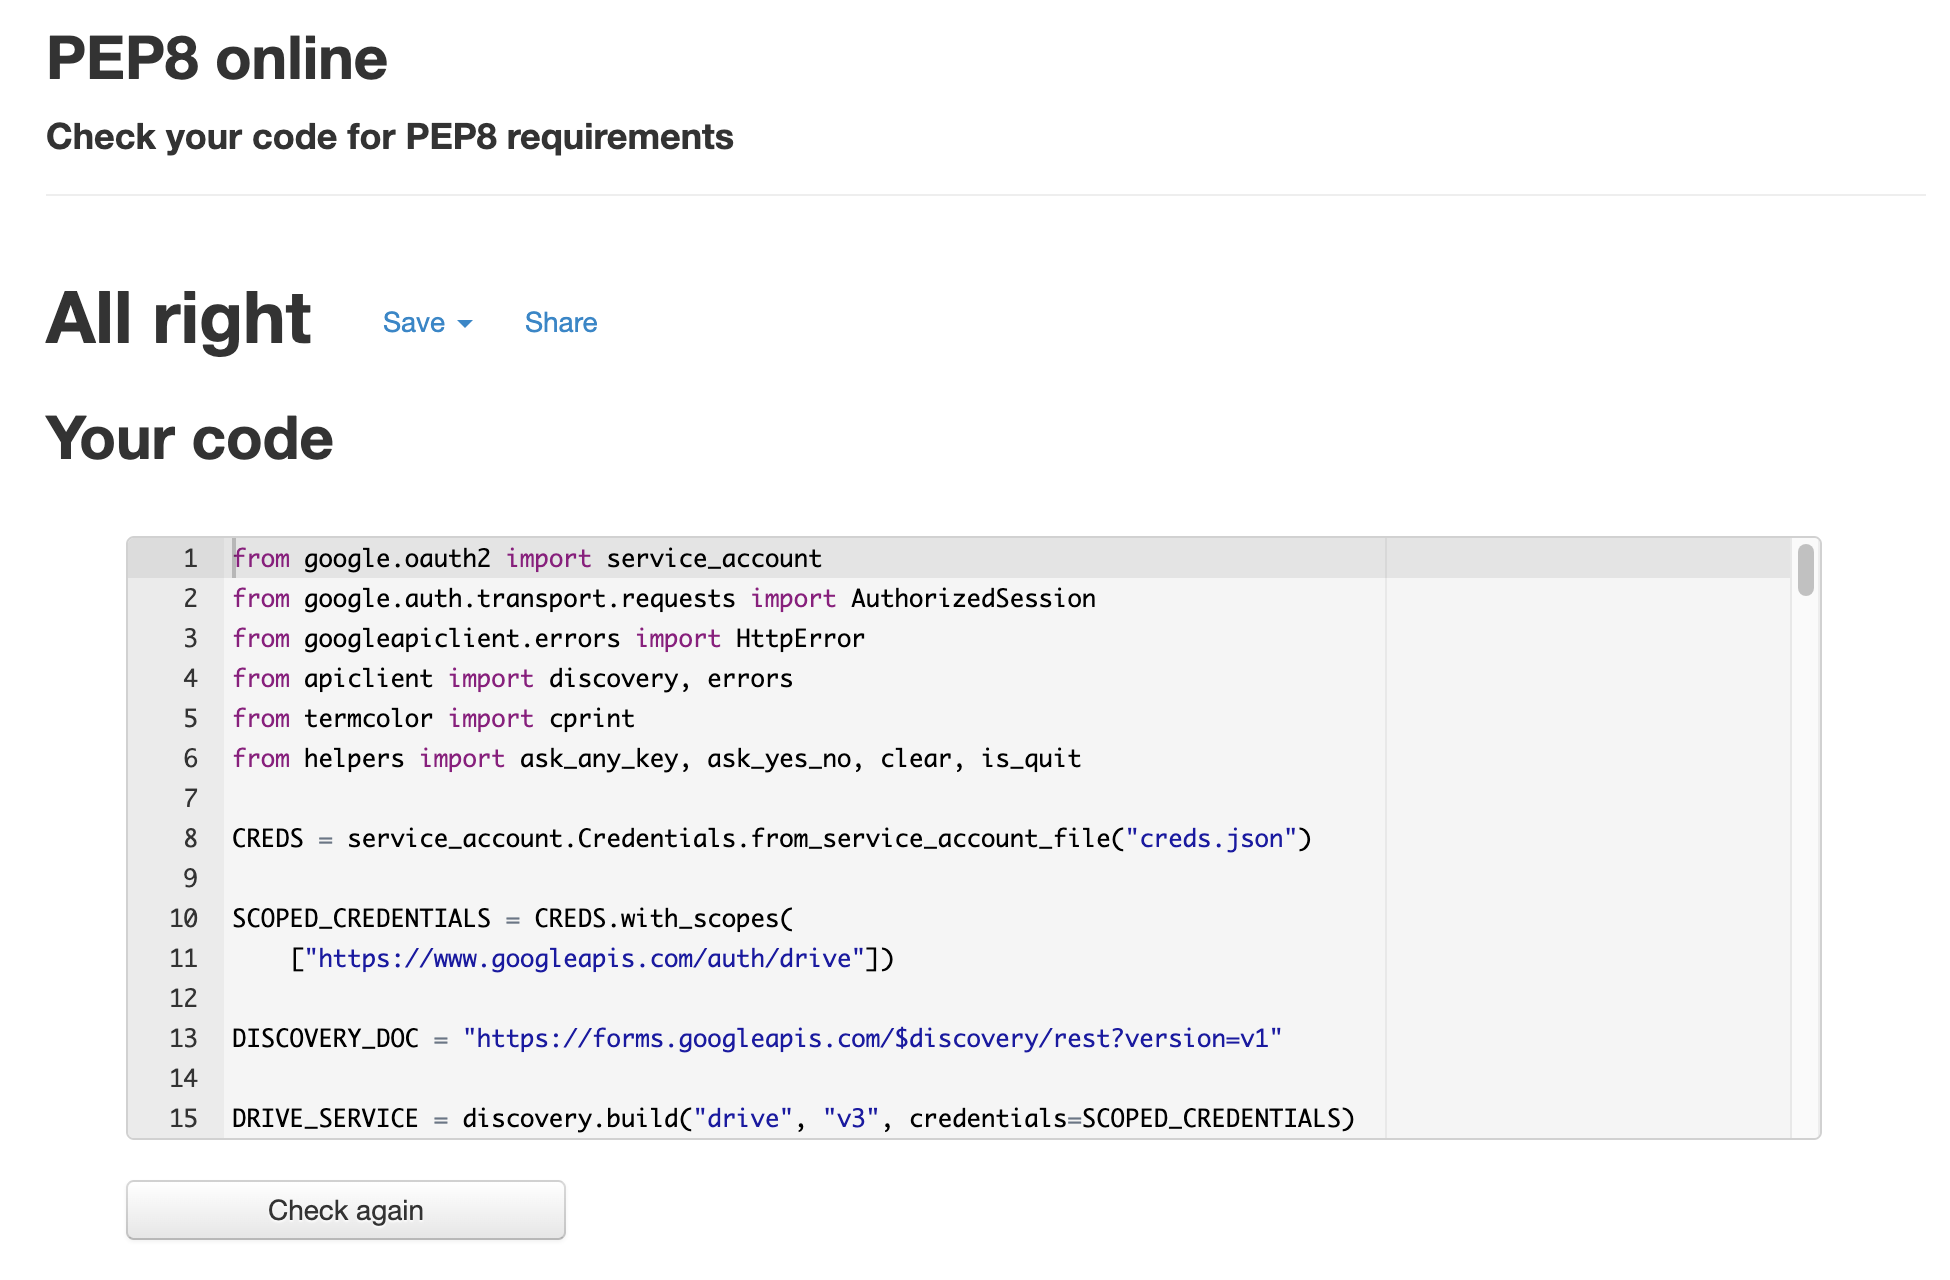 PEP8 online
Check your code for PEP8 requirements
All right Save Share
Your code
1 from google.oauth2 import service_account
2 from google.auth.transport.requests import AuthorizedSession
3 from googleapiclient.errors import HttpError
4 from apiclient import discovery, errors
5 from termcolor import cprint
6 from helpers import ask_any_key, ask_yes_no, clear, is_quit
7
8 CREDS = service_account.Credentials.from_service_account_file("creds.json")
9
10 SCOPED_CREDENTIALS = CREDS.with_scopes(
11     ["https://www.googleapis.com/auth/drive"])
12
13 DISCOVERY_DOC = "https://forms.googleapis.com/$discovery/rest?version=v1"
14
15 DRIVE_SERVICE = discovery.build("drive", "v3", credentials=SCOPED_CREDENTIALS)
Check again